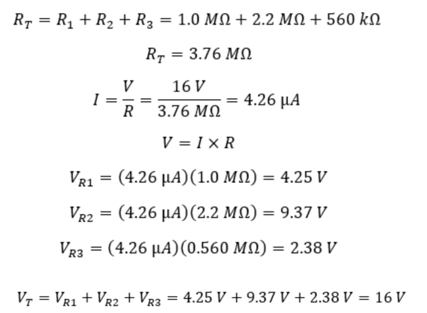 R_T = R_1 + R_2 + R_3 = 1.0 MΩ + 2.2 MΩ + 560 kΩ
R_T = 3.76 MΩ
I = V/R = 16 V/3.76 MΩ = 4.26 μA
V = I × R
V_R1 = (4.26 μA)(1.0 MΩ) = 4.25 V
V_R2 = (4.26 μA)(2.2 MΩ) = 9.37 V
V_R3 = (4.26 μA)(0.560 MΩ) = 2.38 V
V_T = V_R1 + V_R2 + V_R3 = 4.25 V + 9.37 V + 2.38 V = 16 V